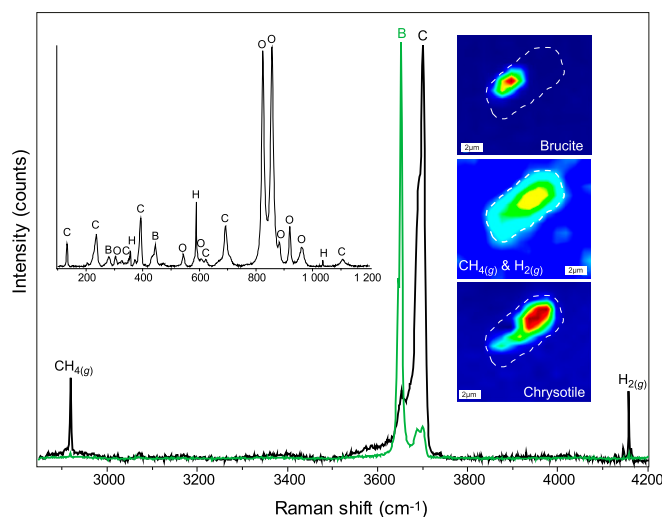 B C
O O
C C B O C H C B O H O C C O O O H C
100 200 400 600 800 1 000 1 200
2µm
Brucite
CH4(g) & H2(g)
2µm
2µm
Chrysotile
CH4(g)
H2(g)
3000 3200 3400 3600 3800 4000 4200
Intensity (counts)
Raman shift (cm-1)